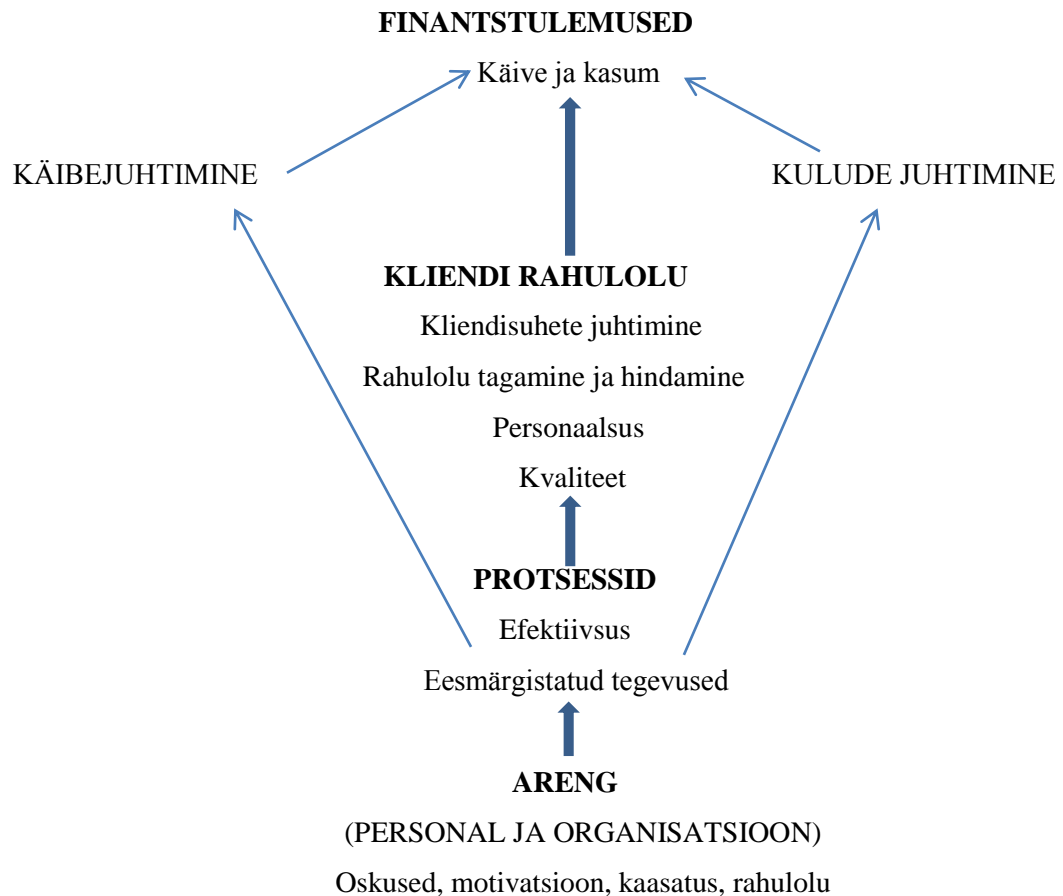 FINANTSTULEMUSED
Käive ja kasum
KÄIBEJUHTIMINE
KULUDE JUHTIMINE
KLIENDI RAHULOLU
Kliendisuhete juhtimine
Rahulolu tagamine ja hindamine
Personaalsus
Kvaliteet
PROTSESSID
Efektiivsus
Eesmärgistatud tegevused
ARENG
(PERSONAL JA ORGANISATSIOON)
Oskused, motivatsioon, kaasatus, rahulolu